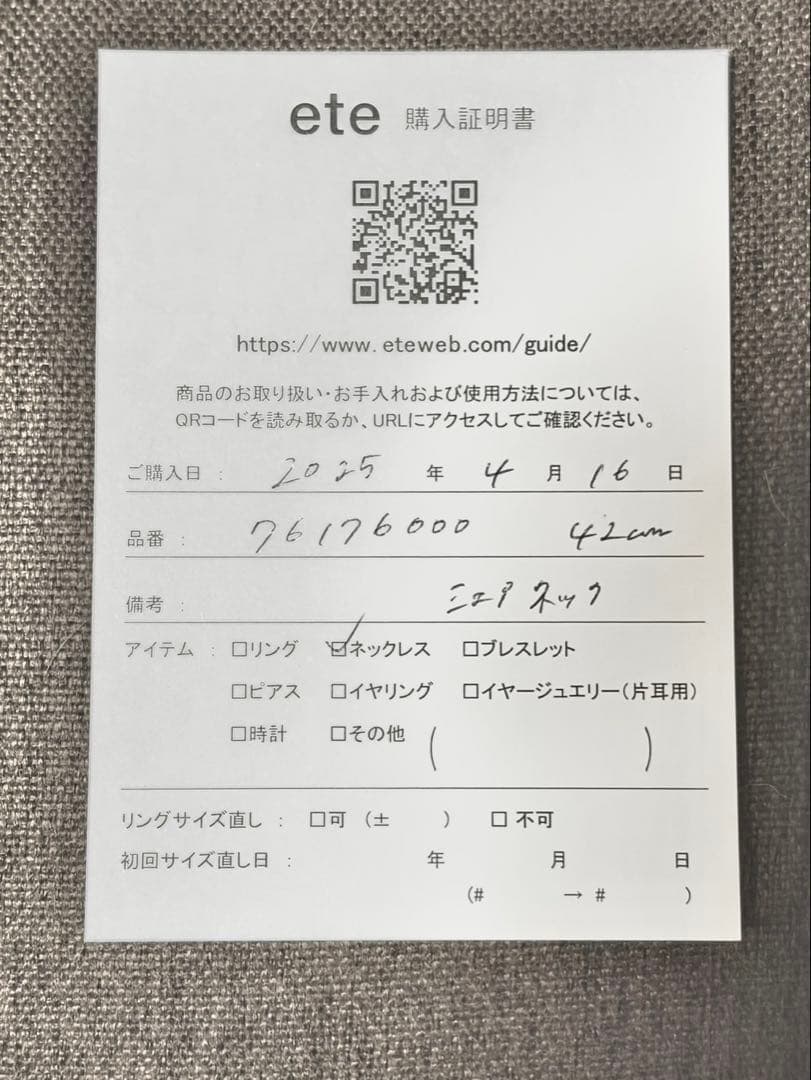 ete 購入証明書
https://www.eteweb.com/guide/
商品のお取り扱い・お手入れおよび使用方法については、
QRコードを読み取るか、URLにアクセスしてご確認ください。
ご購入日 : 2025 年 4 月 16 日
品番 : 76176000 42cm
備考 : ネック
アイテム : □リング ☑ネックレス □ブレスレット
□ピアス □イヤリング □イヤージュエリー(片耳用)
□時計 □その他 ( )
リングサイズ直し : □可 (± ) □ 不可
初回サイズ直し日 : 年 月 日
(# → # )